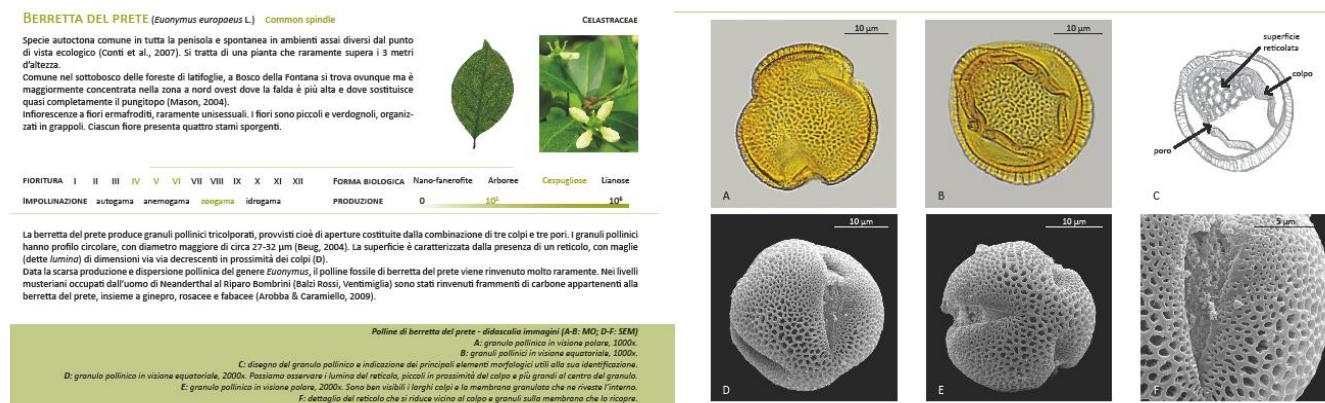 BERRETTA DEL PRETE (Euonymus europaeus L.) Common spindle CELASTRACEAE
Specie autoctona comune in tutta la penisola e spontanea in ambienti assai diversi dal punto
di vista ecologico (Conti et al., 2007). Si tratta di una pianta che raramente supera i 3 metri
d'altezza.
Comune nel sottobosco delle foreste di latifoglie, a Bosco della Fontana si trova ovunque ma è
maggiormente concentrata nella zona a nord ovest dove la falda è più alta e dove sostituisce
quasi completamente il pungitopo (Mason, 2004).
Infiorescenze a fiori ermafroditi, raramente unisessuali. I fiori sono piccoli e verdognoli, organiz-
zati in grappoli. Ciascun fiore presenta quattro stami sporgenti.
FIORITURA I II III IV V VI VII VIII IX X XI XII FORMA BIOLOGICA Nano-fanerofite Arboree Cespugliose Lianose
IMPOLLINAZIONE autogama anemogama zoogama idrogama PRODUZIONE 0 10³ 10⁶
La berretta del prete produce granuli pollinici tricolporati, provvisti cioè di aperture costituite dalla combinazione di tre colpi e tre pori. I granuli pollinici
hanno profilo circolare, con diametro maggiore di circa 27-32 µm (Beug, 2004). La superficie è caratterizzata dalla presenza di un reticolo, con maglie
(dette lumina) di dimensioni via via decrescenti in prossimità dei colpi (D).
Data la scarsa produzione e dispersione pollinica del genere Euonymus, il polline fossile di berretta del prete viene rinvenuto molto raramente. Nei livelli
musteriani occupati dall'uomo di Neanderthal al Riparo Bombrini (Balzi Rossi, Ventimiglia) sono stati rinvenuti frammenti di carbone appartenenti alla
berretta del prete, insieme a ginepro, rosacee e fabacee (Arobba & Caramiello, 2009).
Polline di berretta del prete - didascalia immagini (A-B: MO; D-F: SEM)
A: granulo pollinico in visione polare, 1000x.
B: granuli pollinici in visione equatoriale, 1000x.
C: disegno del granulo pollinico e indicazione dei principali elementi morfologici utili alla sua identificazione.
D: granulo pollinico in visione equatoriale, 2000x. Possiamo osservare i lumina del reticolo, piccoli in prossimità del colpo e più grandi al centro del granulo.
E: granulo pollinico in visione polare, 2000x. Sono ben visibili i larghi colpi e la membrana granulata che ne riveste l'interno.
F: dettaglio del reticolo che si riduce vicino al colpo e granuli sulla membrana che lo ricopre.
10 µm
A
10 µm
B
superficie
reticolata
colpo
poro
C
10 µm
D
10 µm
E
5 µm
F